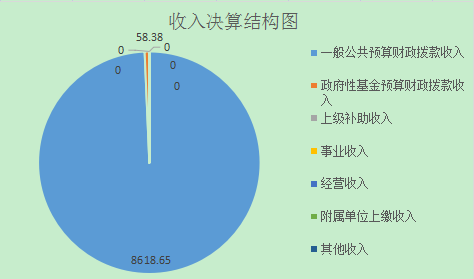 收入决算结构图
58.38
0
0
0
0
0
8618.65
一般公共预算财政拨款收入
政府性基金预算财政拨款收
入
上级补助收入
事业收入
经营收入
附属单位上缴收入
其他收入